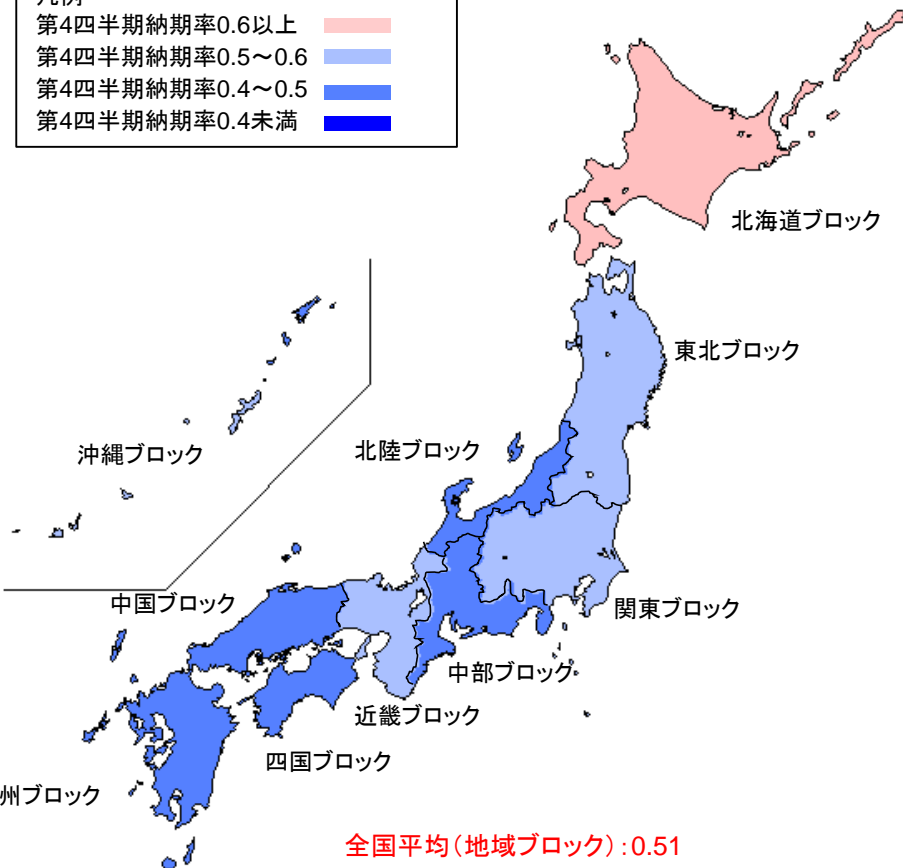 凡例
第4四半期納期率0.6以上
第4四半期納期率0.5～0.6
第4四半期納期率0.4～0.5
第4四半期納期率0.4未満
北海道ブロック
東北ブロック
北陸ブロック
沖縄ブロック
中国ブロック
関東ブロック
中部ブロック
近畿ブロック
四国ブロック
州ブロック
全国平均（地域ブロック）：0.51